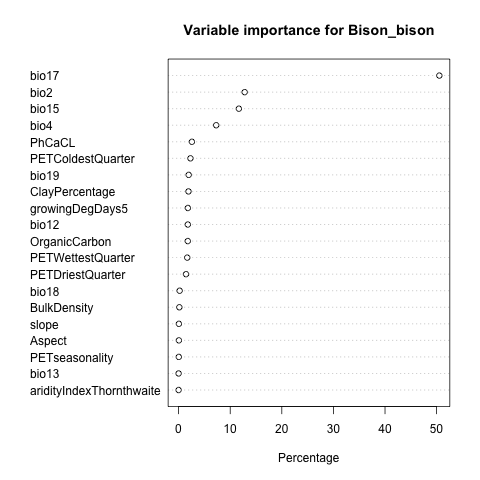 Variable importance for Bison_bison
bio17
bio2
bio15
bio4
PhCaCL
PETColdestQuarter
bio19
ClayPercentage
growingDegDays5
bio12
OrganicCarbon
PETWettestQuarter
PETDriestQuarter
bio18
BulkDensity
slope
Aspect
PETseasonality
bio13
aridityIndexThornthwaite
0 10 20 30 40 50
Percentage